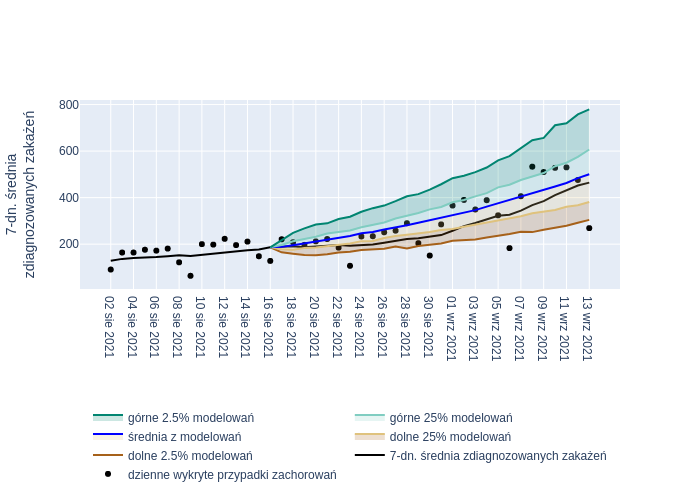 7-dn. średnia
zdiagnozowanych zakażeń
800
600
400
200
02 sie 2021
04 sie 2021
06 sie 2021
08 sie 2021
10 sie 2021
12 sie 2021
14 sie 2021
16 sie 2021
18 sie 2021
20 sie 2021
22 sie 2021
24 sie 2021
26 sie 2021
28 sie 2021
30 sie 2021
01 wrz 2021
03 wrz 2021
05 wrz 2021
07 wrz 2021
09 wrz 2021
11 wrz 2021
13 wrz 2021
górne 2.5% modelowań
górne 25% modelowań
średnia z modelowań
dolne 25% modelowań
dolne 2.5% modelowań
7-dn. średnia zdiagnozowanych zakażeń
dzienne wykryte przypadki zachorowań